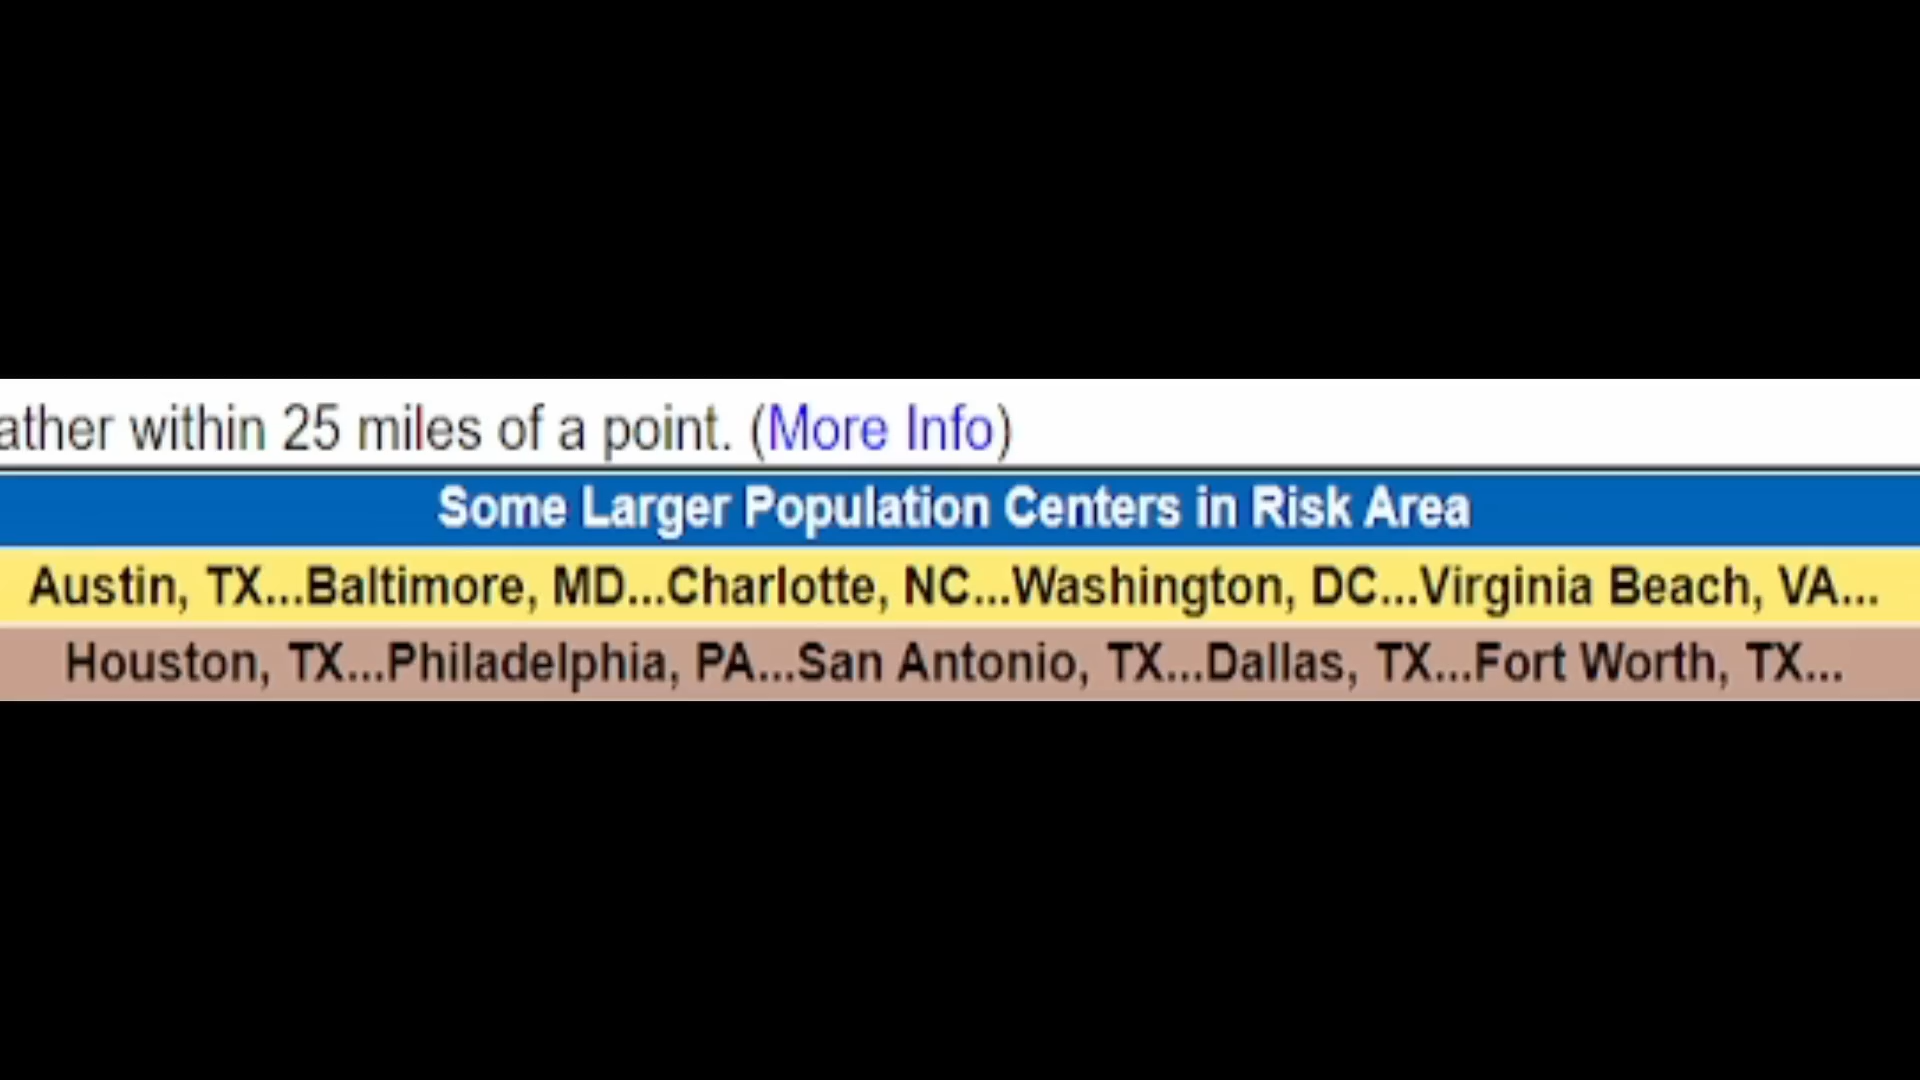 ather within 25 miles of a point. (More Info)
Some Larger Population Centers in Risk Area
Austin, TX...Baltimore, MD...Charlotte, NC...Washington, DC...Virginia Beach, VA...
Houston, TX...Philadelphia, PA...San Antonio, TX...Dallas, TX...Fort Worth, TX...